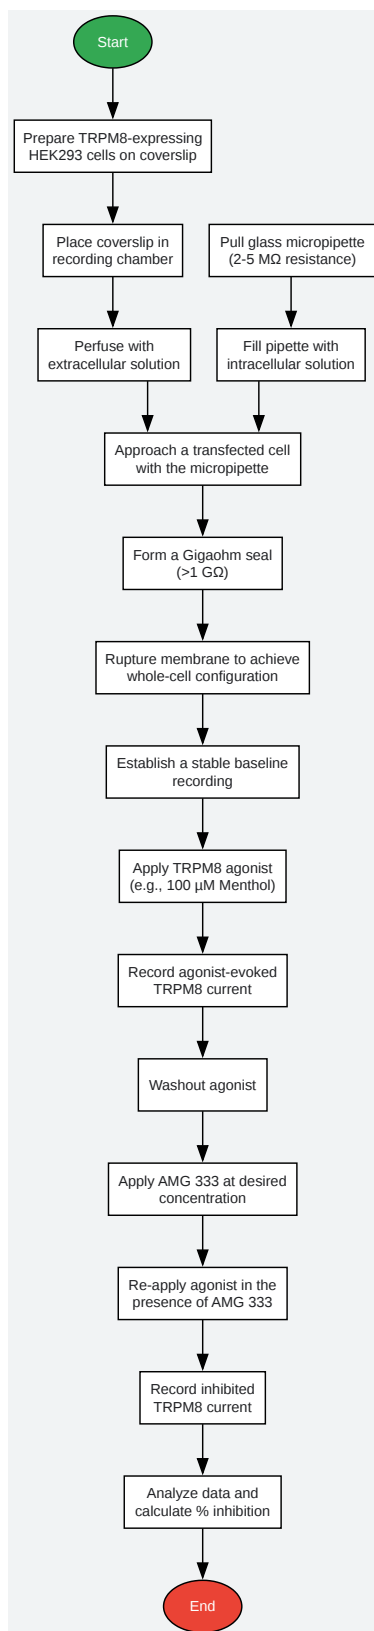 Start
Prepare TRPM8-expressing
HEK293 cells on coverslip
Place coverslip in
recording chamber
Pull glass micropipette
(2-5 MΩ resistance)
Perfuse with
extracellular solution
Fill pipette with
intracellular solution
Approach a transfected cell
with the micropipette
Form a Gigaohm seal
(>1 GΩ)
Rupture membrane to achieve
whole-cell configuration
Establish a stable baseline
recording
Apply TRPM8 agonist
(e.g., 100 µM Menthol)
Record agonist-evoked
TRPM8 current
Washout agonist
Apply AMG 333 at desired
concentration
Re-apply agonist in the
presence of AMG 333
Record inhibited
TRPM8 current
Analyze data and
calculate % inhibition
End